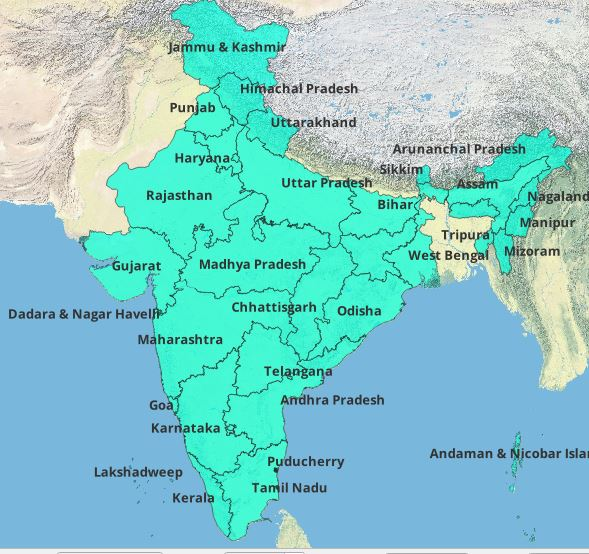 Jammu & Kashmir
Himachal Pradesh
Punjab
Uttarakhand
Arunanchal Pradesh
Haryana
Sikkim
Uttar Pradesh
Assam
Rajasthan
Nagaland
Bihar
Manipur
Tripura
Mizoram
West Bengal
Gujarat
Madhya Pradesh
Chhattisgarh
Odisha
Dadara & Nagar Havelli
Maharashtra
Telangana
Andhra Pradesh
Goa
Karnataka
Andaman & Nicobar Islan
Puducherry
Lakshadweep
Tamil Nadu
Kerala